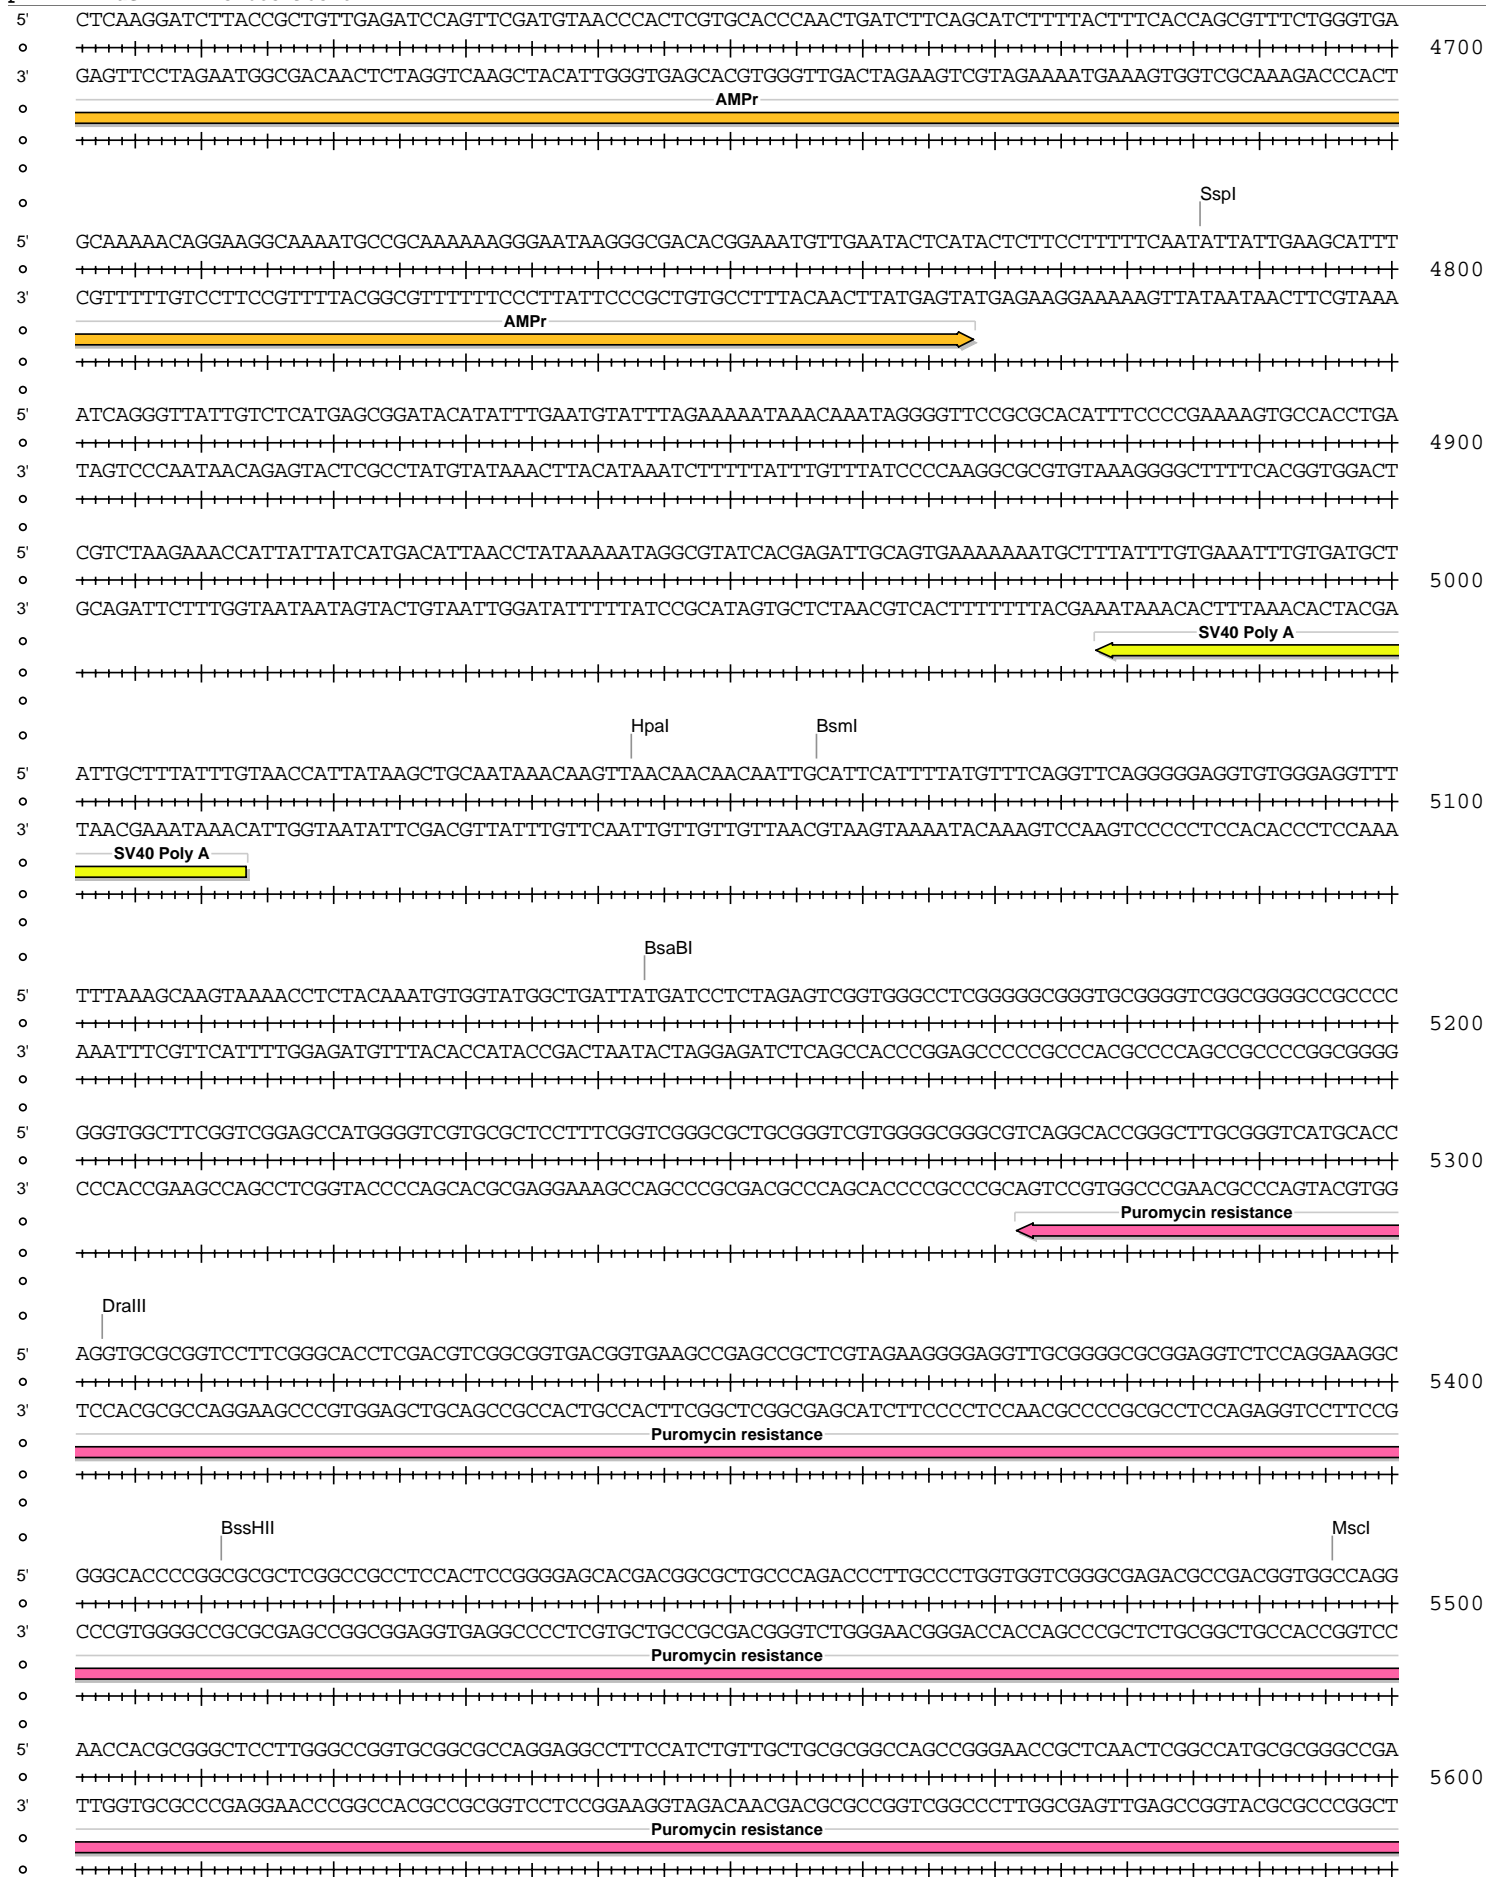 5' CTCAAGGATCTTACCGCTGTTGAGATCCAGTTCGATGTAACCCACTCGTGCACCCAACTGATCTTCAGCATCTTTTACTTTCACCAGCGTTTCTGGGTGA
4700
3' GAGTTCCTAGAATGGCGACAACTCTAGGTCAAGCTACATTGGGTGAGCACGTGGGTTGACTAGAAGTCGTAGAAAATGAAAGTGGTCGCAAAGACCCACT
AMPr
SspI
5' GCAAAAACAGGAAGGCAAAATGCCGCAAAAAAGGGAATAAGGGCGACACGGAAATGTTGAATACTCATACTCTTCCTTTTTCAATATTATTGAAGCATTT
4800
3' CGTTTTTGTCCTTCCGTTTTACGGCGTTTTTTCCCTTATTCCCGCTGTGCCTTTACAACTTATGAGTATGAGAAGGAAAAAGTTATAATAACTTCGTAAA
AMPr
5' ATCAGGGTTATTGTCTCATGAGCGGATACATATTTGAATGTATTTAGAAAAATAAACAAATAGGGGTTCCGCGCACATTTCCCCGAAAAGTGCCACCTGA
4900
3' TAGTCCCAATAACAGAGTACTCGCCTATGTATAAACTTACATAAATCTTTTTATTTGTTTATCCCCAAGGCGCGTGTAAAGGGGCTTTTCACGGTGGACT
5' CGTCTAAGAAACCATTATTATCATGACATTAACCTATAAAAATAGGCGTATCACGAGATTGCAGTGAAAAAAATGCTTTATTTGTGAAATTTGTGATGCT
5000
3' GCAGATTCTTTGGTAATAATAGTACTGTAATTGGATATTTTTATCCGCATAGTGCTCTAACGTCACTTTTTTTACGAAATAAACACTTTAAACACTACGA
SV40 Poly A
HpaI BsmI
5' ATTGCTTTATTTGTAACCATTATAAGCTGCAATAAACAAGTTAACAACAACAATTGCATTCATTTTATGTTTCAGGTTCAGGGGGAGGTGTGGGAGGTTT
5100
3' TAACGAAATAAACATTGGTAATATTCGACGTTATTTGTTCAATTGTTGTTGTTAACGTAAGTAAAATACAAAGTCCAAGTCCCCCTCCACACCCTCCAAA
SV40 Poly A
BsaBI
5' TTTAAAGCAAGTAAAACCTCTACAAATGTGGTATGGCTGATTATGATCCTCTAGAGTCGGTGGGCCTCGGGGGCGGGTGCGGGGTCGGCGGGGCCGCCCC
5200
3' AAATTTCGTTCATTTTGGAGATGTTTACACCATACCGACTAATACTAGGAGATCTCAGCCACCCGGAGCCCCCGCCCACGCCCCAGCCGCCCCGGCGGGG
5' GGGTGGCTTCGGTCGGAGCCATGGGGTCGTGCGCTCCTTTCGGTCGGGCGCTGCGGGTCGTGGGGCGGGCGTCAGGCACCGGGCTTGCGGGTCATGCACC
5300
3' CCCACCGAAGCCAGCCTCGGTACCCCAGCACGCGAGGAAAGCCAGCCCGCGACGCCCAGCACCCCGCCCGCAGTCCGTGGCCCGAACGCCCAGTACGTGG
Puromycin resistance
DraIII
5' AGGTGCGCGGTCCTTCGGGCACCTCGACGTCGGCGGTGACGGTGAAGCCGAGCCGCTCGTAGAAGGGGAGGTTGCGGGGCGCGGAGGTCTCCAGGAAGGC
5400
3' TCCACGCGCCAGGAAGCCCGTGGAGCTGCAGCCGCCACTGCCACTTCGGCTCGGCGAGCATCTTCCCCTCCAACGCCCCGCGCCTCCAGAGGTCCTTCCG
Puromycin resistance
BssHII MscI
5' GGGCACCCCGGCGCGCTCGGCCGCCTCCACTCCGGGGAGCACGACGGCGCTGCCCAGACCCTTGCCCTGGTGGTCGGGCGAGACGCCGACGGTGGCCAGG
5500
3' CCCGTGGGGCCGCGCGAGCCGGCGGAGGTGAGGCCCCTCGTGCTGCCGCGACGGGTCTGGGAACGGGACCACCAGCCCGCTCTGCGGCTGCCACCGGTCC
Puromycin resistance
5' AACCACGCGGGCTCCTTGGGCCGGTGCGGCGCCAGGAGGCCTTCCATCTGTTGCTGCGCGGCCAGCCGGGAACCGCTCAACTCGGCCATGCGCGGGCCGA
5600
3' TTGGTGCGCCCGAGGAACCCGGCCACGCCGCGGTCCTCCGGAAGGTAGACAACGACGCGCCGGTCGGCCCTTGGCGAGTTGAGCCGGTACGCGCCCGGCT
Puromycin resistance